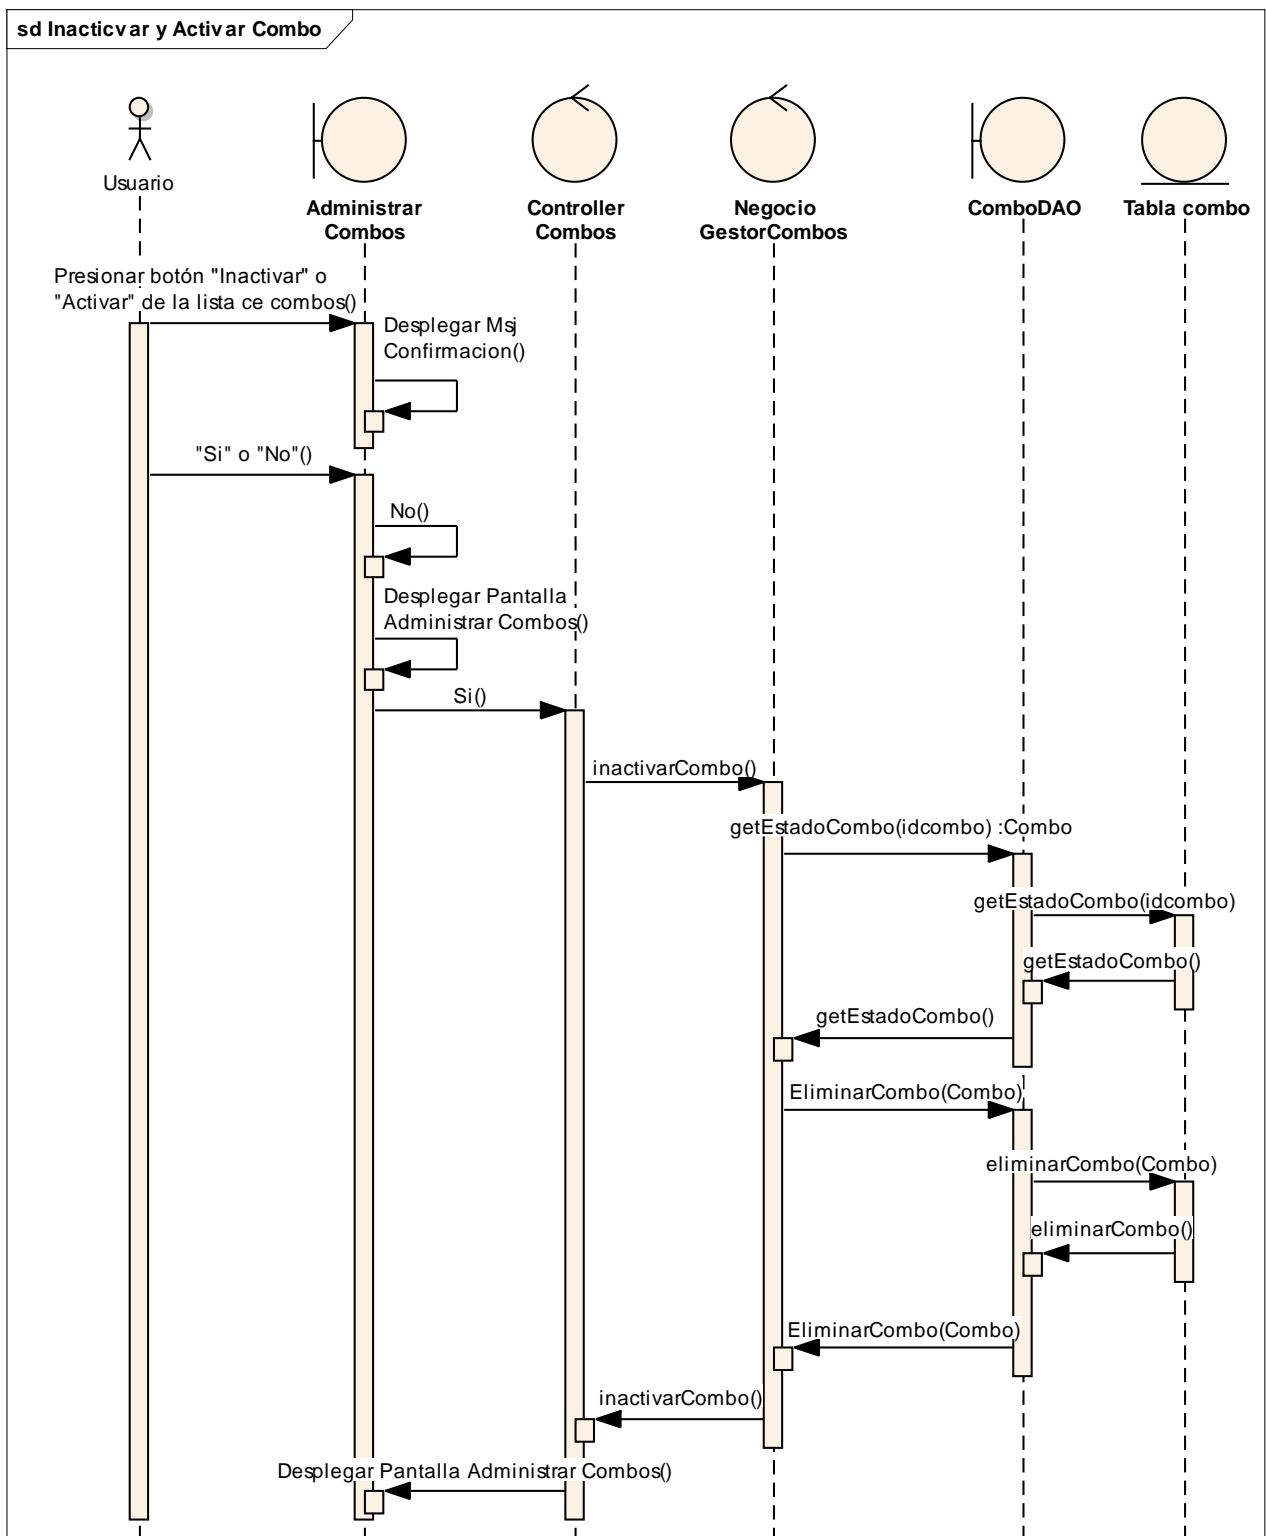 sd Inacticvar y Activar Combo
Usuario
Administrar
Combos
Controller
Combos
Negocio
GestorCombos
ComboDAO
Tabla combo
Presionar botón "Inactivar" o
"Activar" de la lista ce combos()
Desplegar Msj
Confirmacion()
"Si" o "No"()
No()
Desplegar Pantalla
Administrar Combos()
Si()
inactivarCombo()
getEstadoCombo(idcombo) :Combo
getEstadoCombo(idcombo)
getEstadoCombo()
getEstadoCombo()
EliminarCombo(Combo)
eliminarCombo(Combo)
eliminarCombo()
EliminarCombo(Combo)
inactivarCombo()
Desplegar Pantalla Administrar Combos()